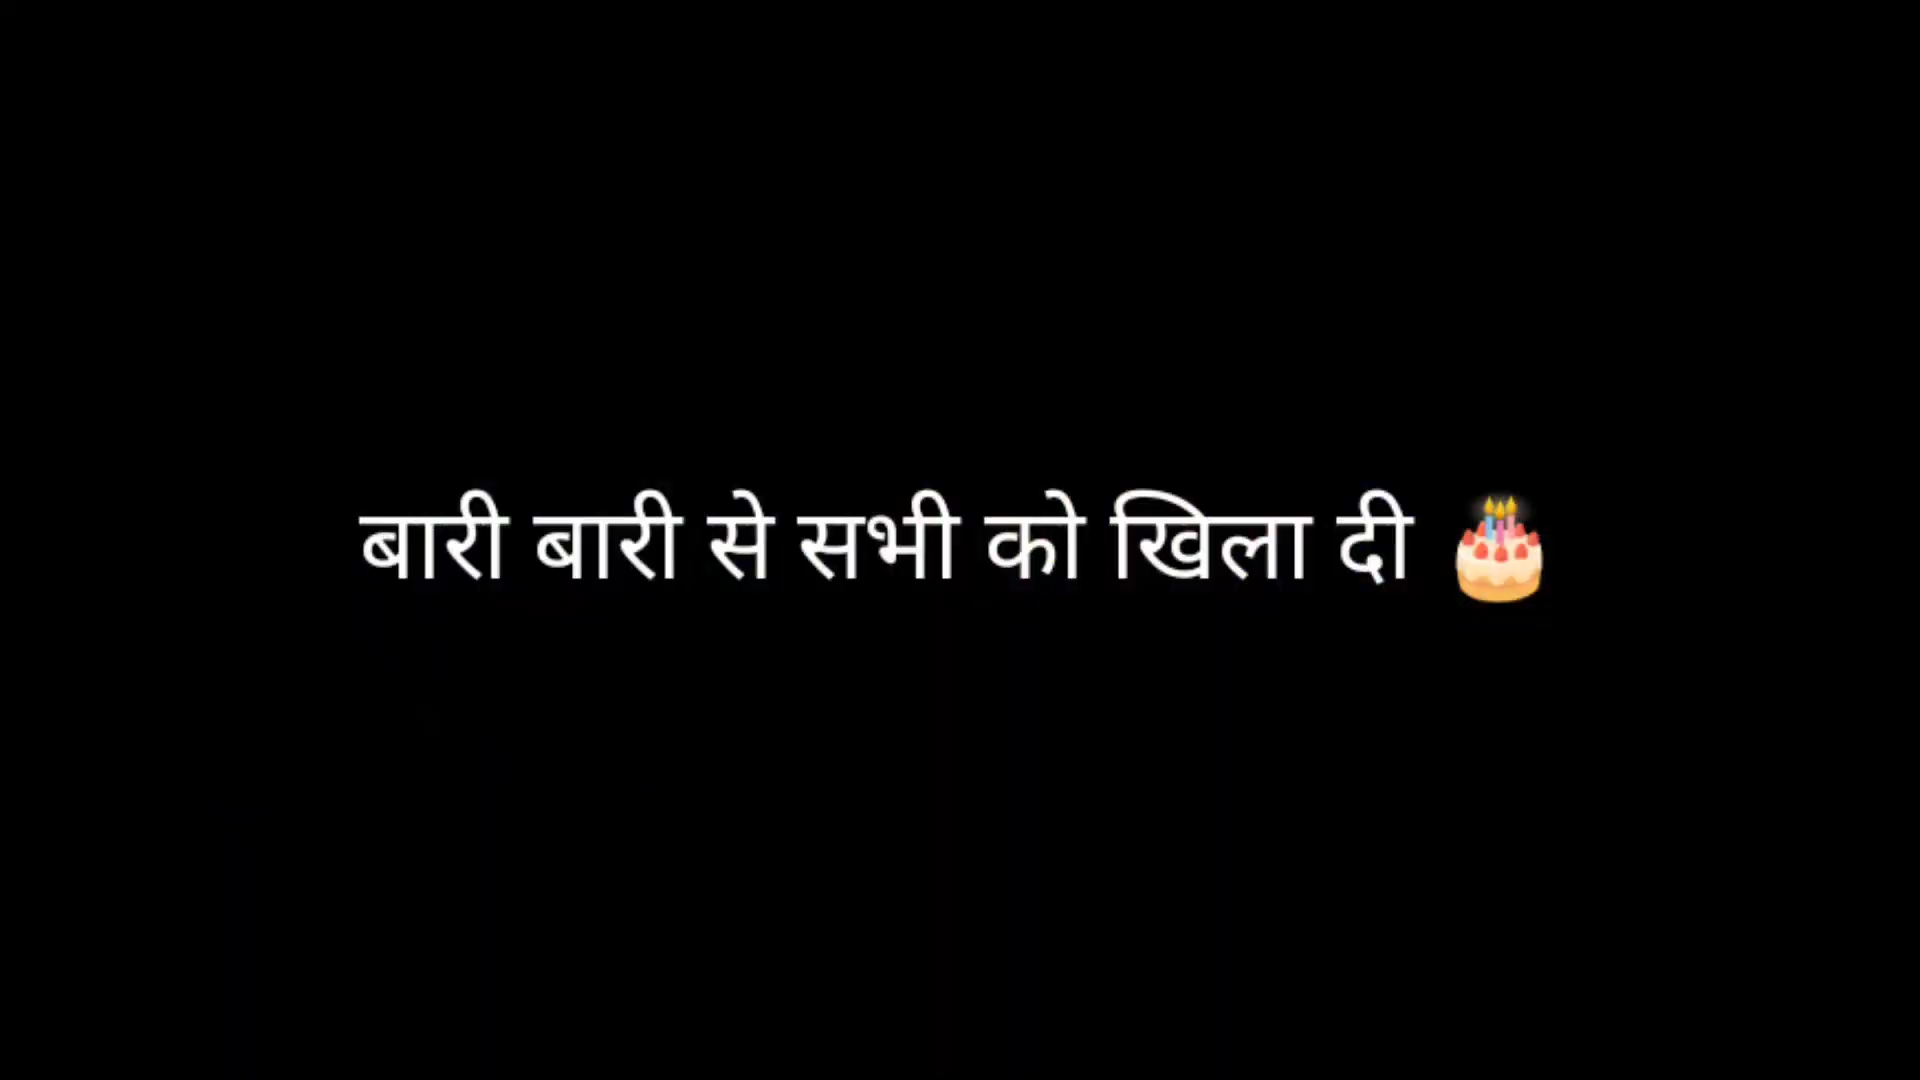 बारी बारी से सभी को खिला दी 🎂